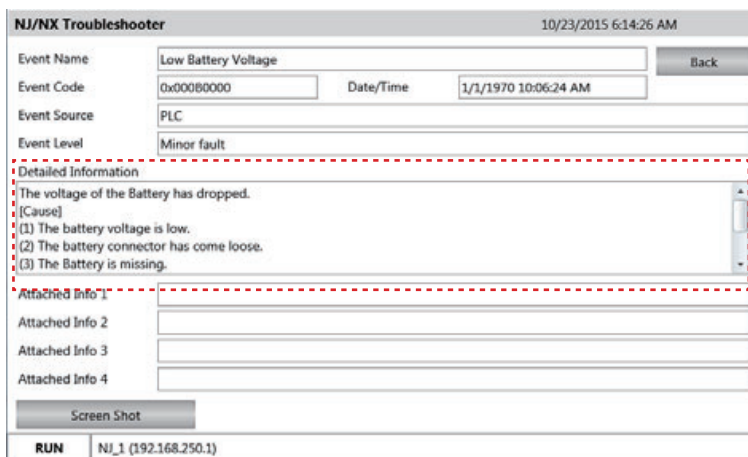 NJ/NX Troubleshooter 10/23/2015 6:14:26 AM
Event Name Low Battery Voltage Back
Event Code 0x000B0000 Date/Time 1/1/1970 10:06:24 AM
Event Source PLC
Event Level Minor fault
Detailed Information
The voltage of the Battery has dropped.
[Cause]
(1) The battery voltage is low.
(2) The battery connector has come loose.
(3) The Battery is missing.
Attached Info 1
Attached Info 2
Attached Info 3
Attached Info 4
Screen Shot
RUN NJ_1 (192.168.250.1)